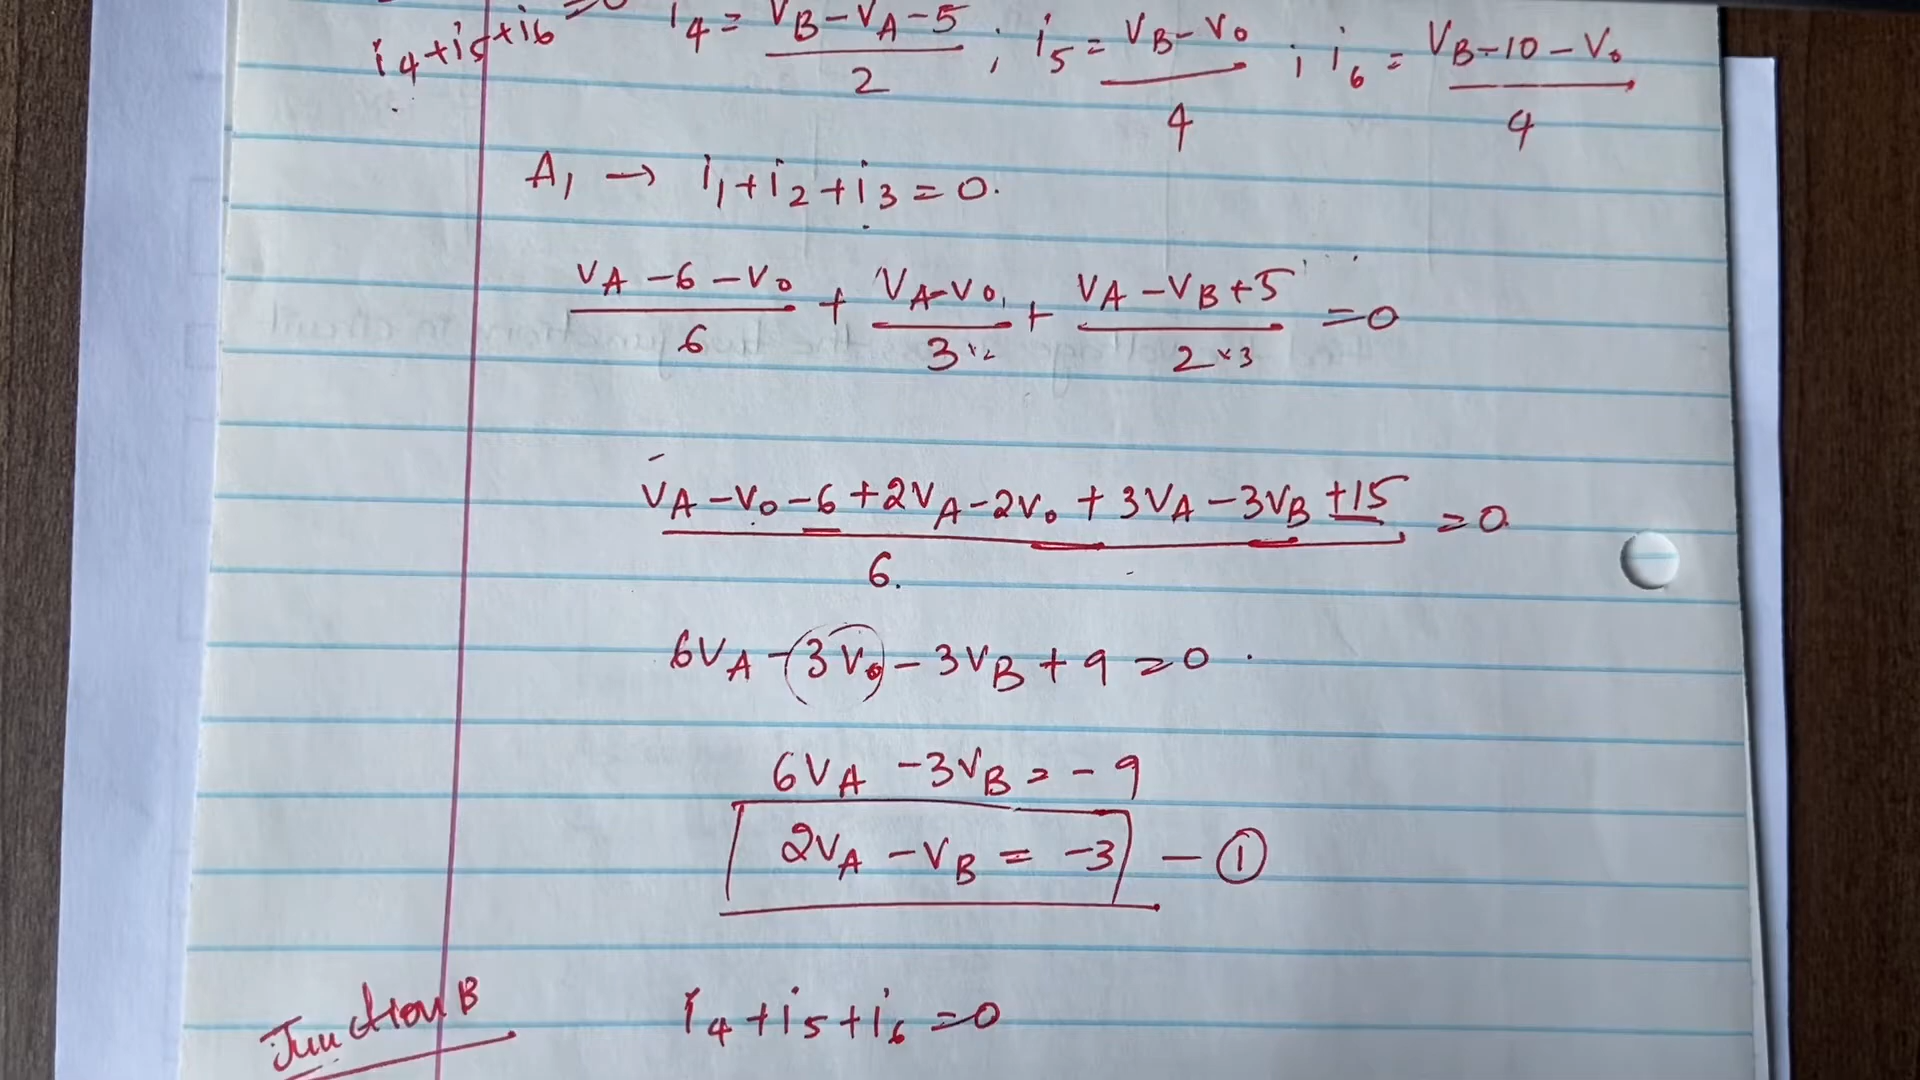 i4+i5+i6=0 i4 = (VB-VA-5)/2 ; i5 = (VB-V0)/4 ; i6 = (VB-10-V0)/4
A, → i1+i2+i3=0.
(VA-6-V0)/6 + (VA-V0)/(3×2) + (VA-VB+5)/(2×3) =0
(VA-V0-6+2VA-2V0+3VA-3VB+15)/6. =0
6VA-3V0-3VB+9=0
6VA-3VB=-9
2VA-VB=-3 - ①
Junction B i4+i5+i6=0